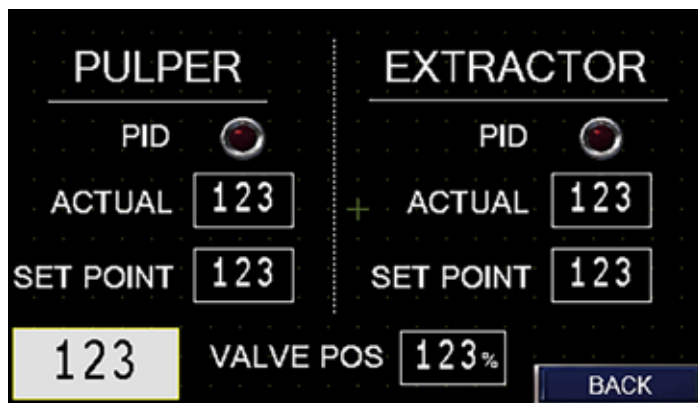 PULPER EXTRACTOR
PID PID
ACTUAL 123 ACTUAL 123
SET POINT 123 SET POINT 123
123 VALVE POS 123%
BACK